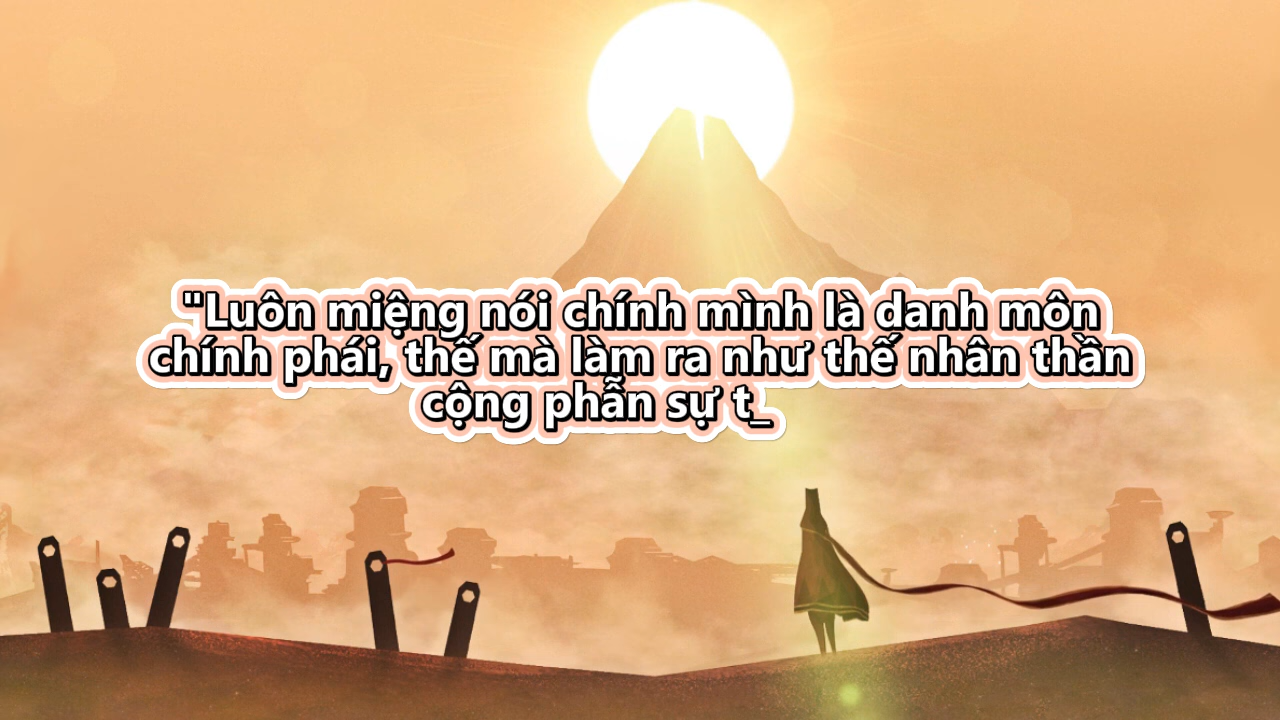 "Luôn miệng nói chính mình là danh môn
chính phái, thế mà làm ra như thế nhân thần
cộng phẫn sự t_